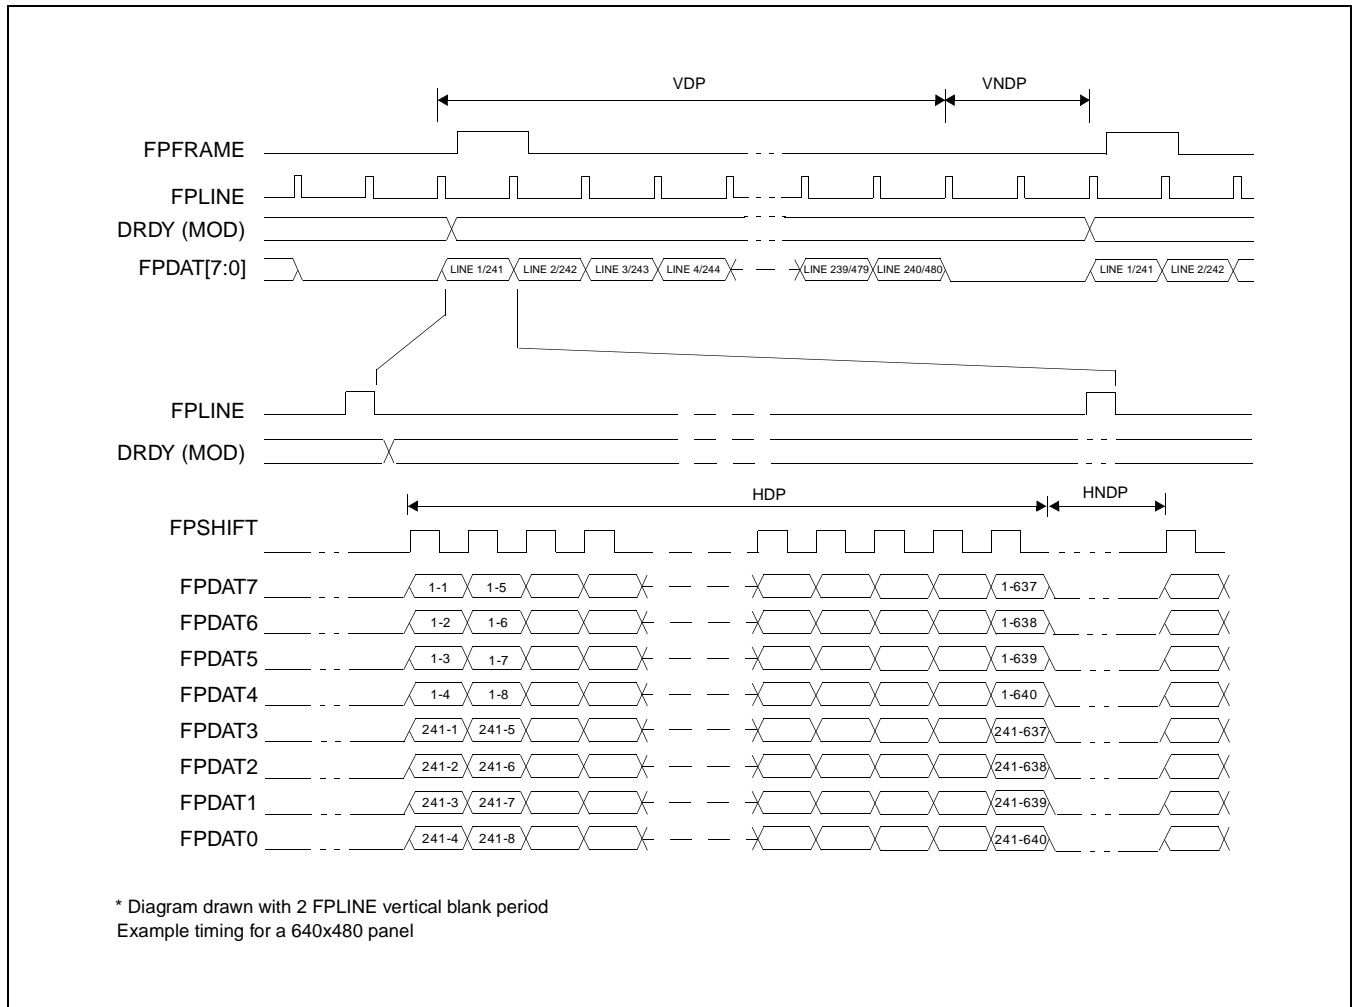 VDP VNDP
FPFRAME
FPLINE
DRDY (MOD)
FPDAT[7:0] LINE 1/241 LINE 2/242 LINE 3/243 LINE 4/244 LINE 239/479 LINE 240/480 LINE 1/241 LINE 2/242
FPLINE
DRDY (MOD)
HDP HNDP
FPSHIFT
FPDAT7 1-1 1-5 1-637
FPDAT6 1-2 1-6 1-638
FPDAT5 1-3 1-7 1-639
FPDAT4 1-4 1-8 1-640
FPDAT3 241-1 241-5 241-637
FPDAT2 241-2 241-6 241-638
FPDAT1 241-3 241-7 241-639
FPDAT0 241-4 241-8 241-640
* Diagram drawn with 2 FPLINE vertical blank period
Example timing for a 640x480 panel